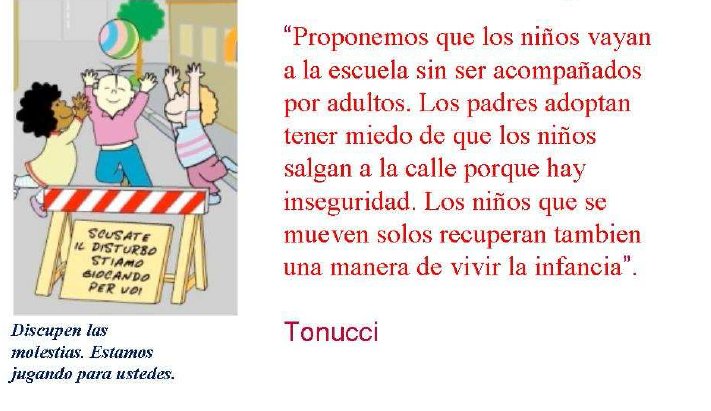 SCUSATE
IL DISTURBO
STIAMO
GIOCANDO
PER VOI
Discupen las
molestias. Estamos
jugando para ustedes.
“Proponemos que los niños vayan
a la escuela sin ser acompañados
por adultos. Los padres adoptan
tener miedo de que los niños
salgan a la calle porque hay
inseguridad. Los niños que se
mueven solos recuperan tambien
una manera de vivir la infancia”.
Tonucci